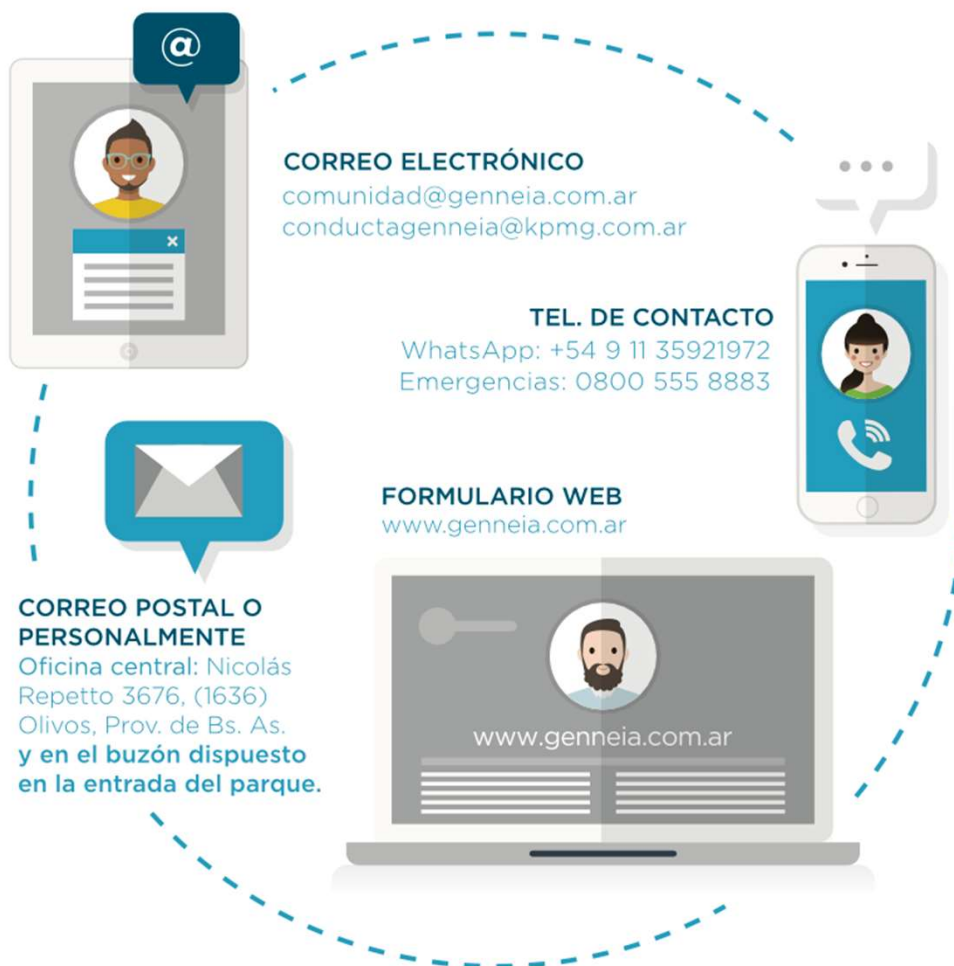 @
CORREO ELECTRÓNICO
comunidad@genneia.com.ar
conductagenneia@kpmg.com.ar
TEL. DE CONTACTO
WhatsApp: +54 9 11 35921972
Emergencias: 0800 555 8883
FORMULARIO WEB
www.genneia.com.ar
CORREO POSTAL O
PERSONALMENTE
Oficina central: Nicolás
Repetto 3676, (1636)
Olivos, Prov. de Bs. As.
y en el buzón dispuesto
en la entrada del parque.
www.genneia.com.ar